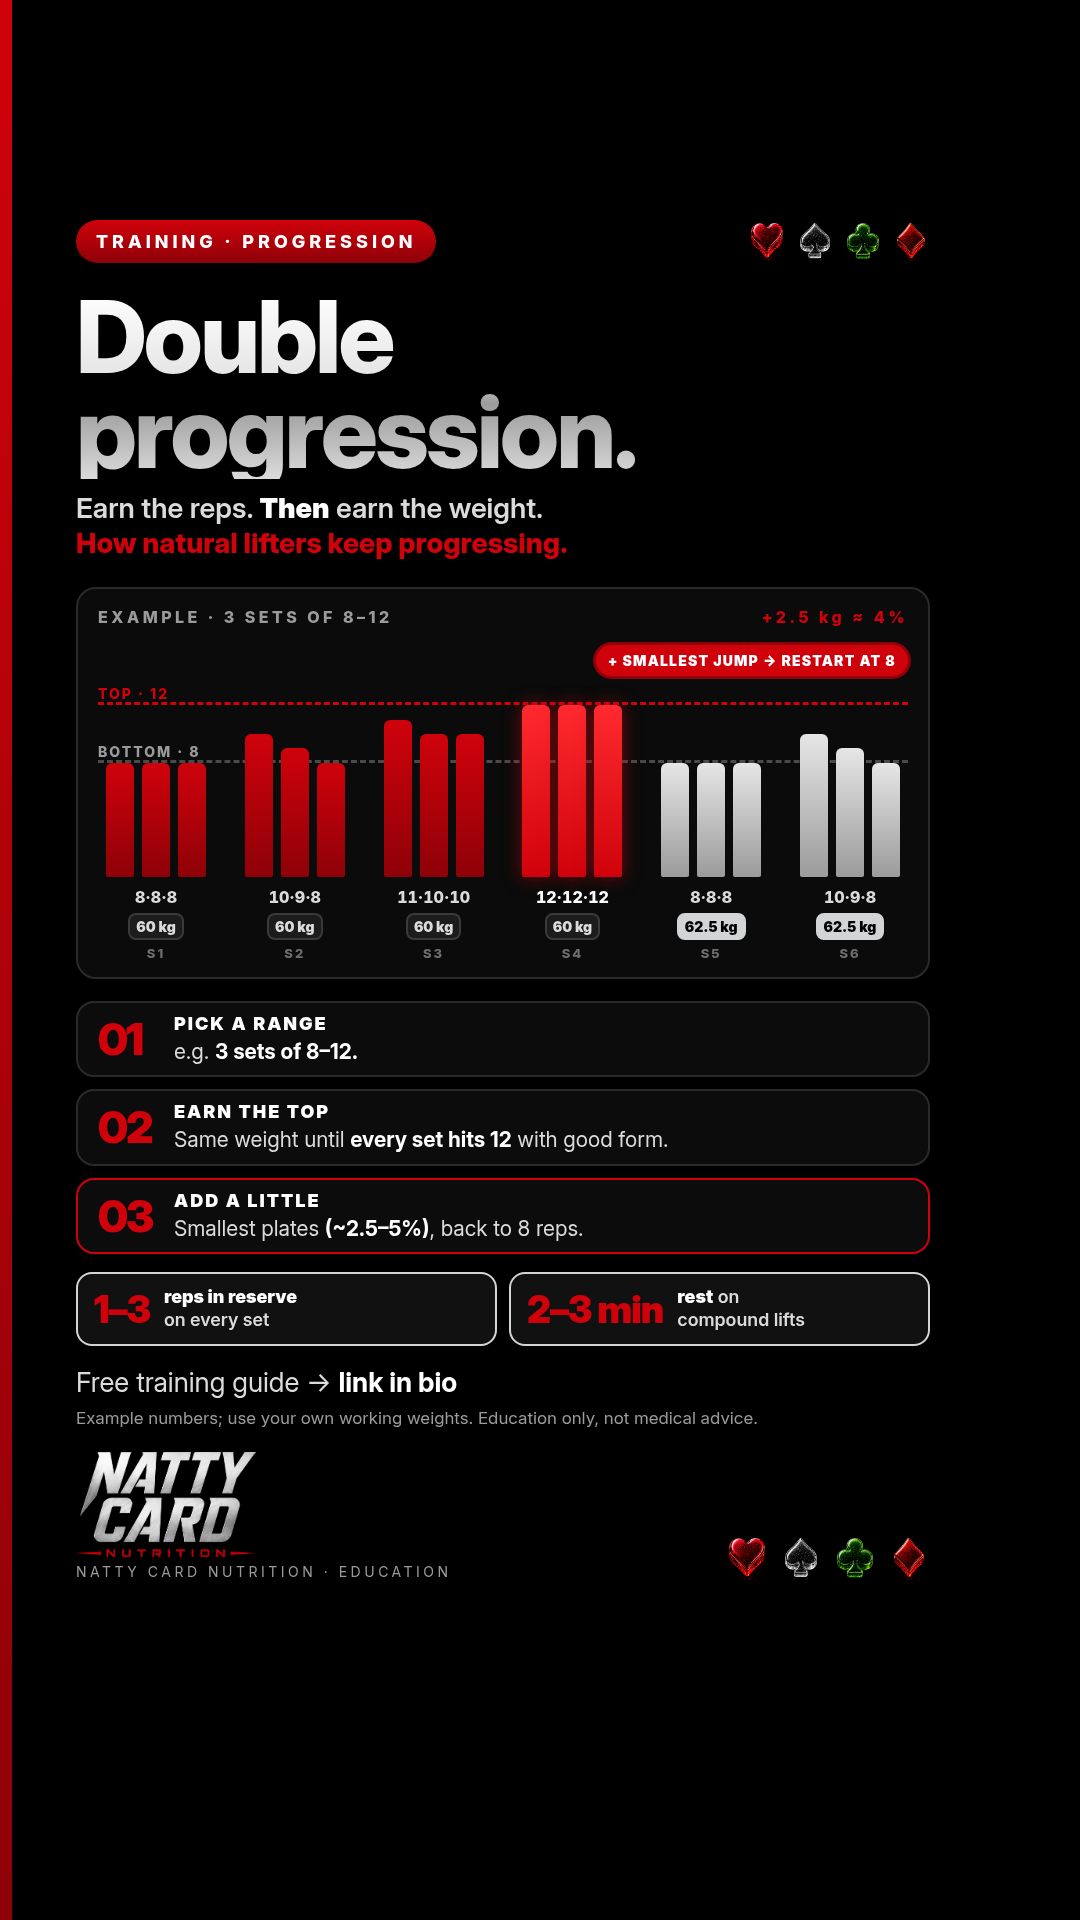 TRAINING · PROGRESSION
Double
progression.
Earn the reps. Then earn the weight.
How natural lifters keep progressing.
EXAMPLE · 3 SETS OF 8–12
+2.5 kg ≈ 4%
+ SMALLEST JUMP → RESTART AT 8
TOP · 12
BOTTOM · 8
8·8·8
10·9·8
11·10·10
12·12·12
8·8·8
10·9·8
60 kg
60 kg
60 kg
60 kg
62.5 kg
62.5 kg
S1
S2
S3
S4
S5
S6
01
PICK A RANGE
e.g. 3 sets of 8–12.
02
EARN THE TOP
Same weight until every set hits 12 with good form.
03
ADD A LITTLE
Smallest plates (~2.5–5%), back to 8 reps.
1–3
reps in reserve
on every set
2–3 min
rest on
compound lifts
Free training guide → link in bio
Example numbers; use your own working weights. Education only, not medical advice.
NATTY
CARD
NUTRITION
NATTY CARD NUTRITION · EDUCATION